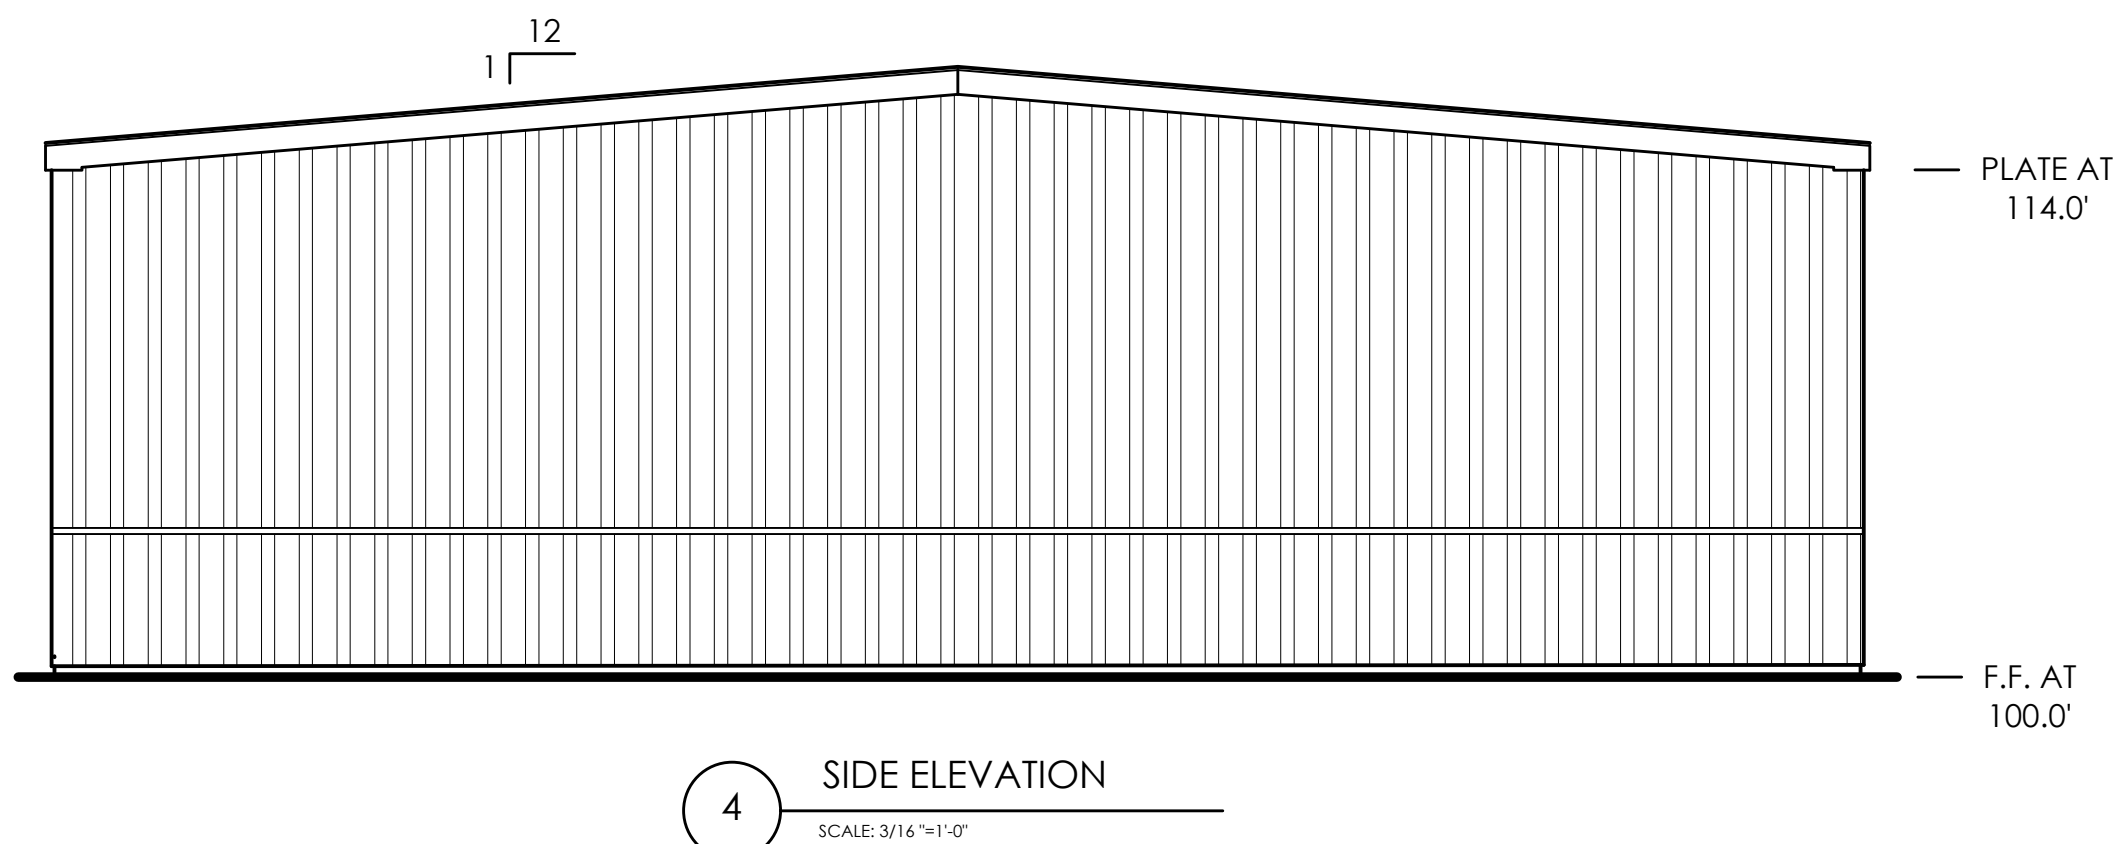 12
1
PLATE AT
114.0'
F.F. AT
100.0'
4
SIDE ELEVATION
SCALE: 3/16 "=1'-0"